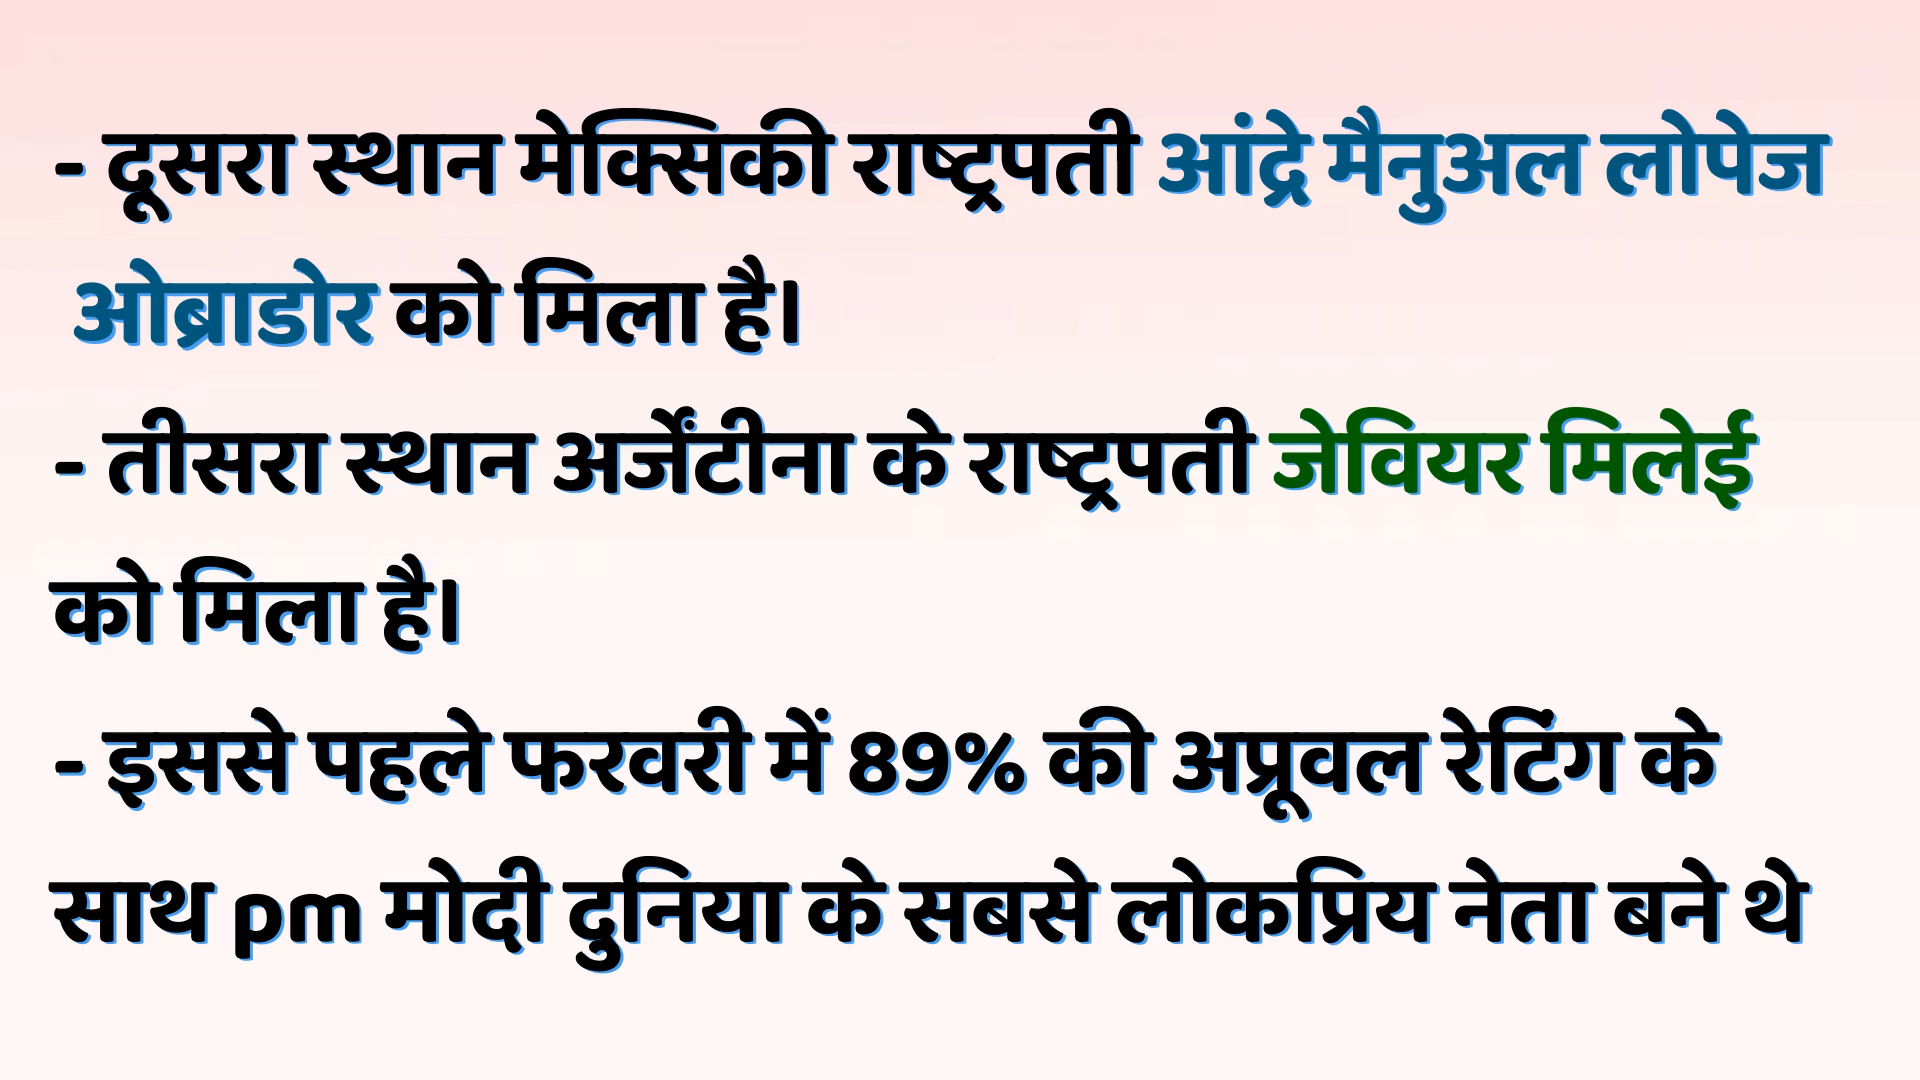 - दूसरा स्थान मेक्सिकी राष्ट्रपती आंद्रे मैनुअल लोपेज
ओब्राडोर को मिला है।
- तीसरा स्थान अर्जेंटीना के राष्ट्रपती जेवियर मिलेई
को मिला है।
- इससे पहले फरवरी में 89% की अप्रूवल रेटिंग के
साथ pm मोदी दुनिया के सबसे लोकप्रिय नेता बने थे